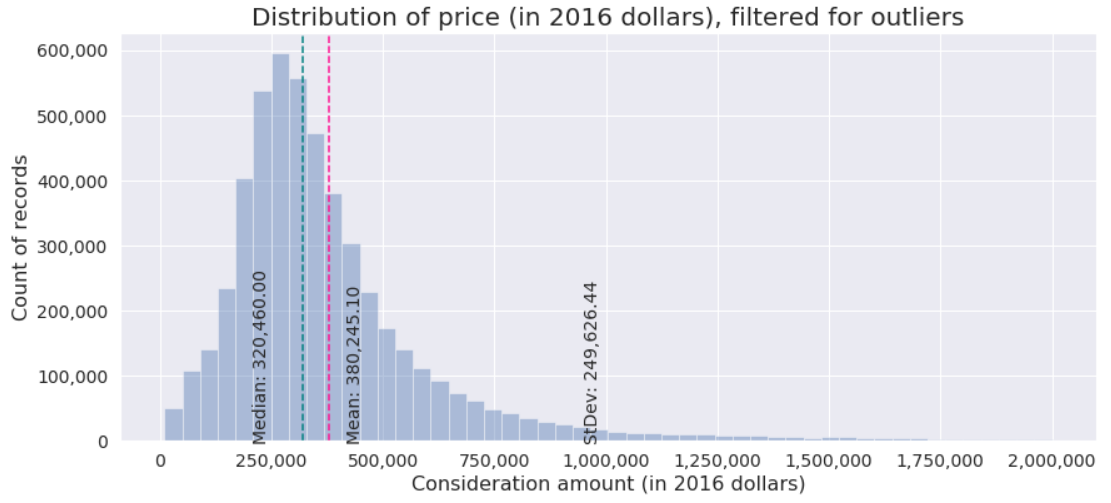 Distribution of price (in 2016 dollars), filtered for outliers
Count of records
600,000
500,000
400,000
300,000
200,000
100,000
0
Median: 320,460.00
Mean: 380,245.10
StDev: 249,626.44
0 250,000 500,000 750,000 1,000,000 1,250,000 1,500,000 1,750,000 2,000,000
Consideration amount (in 2016 dollars)